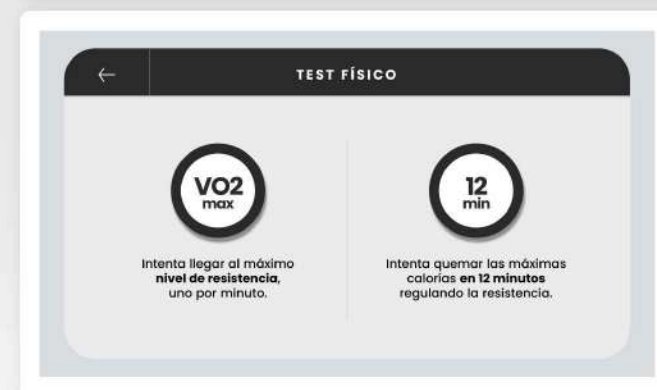 TEST FÍSICO
VO2
max
Intenta llegar al máximo
nivel de resistencia,
uno por minuto.
12
min
Intenta quemar las máximas
calorías en 12 minutos
regulando la resistencia.